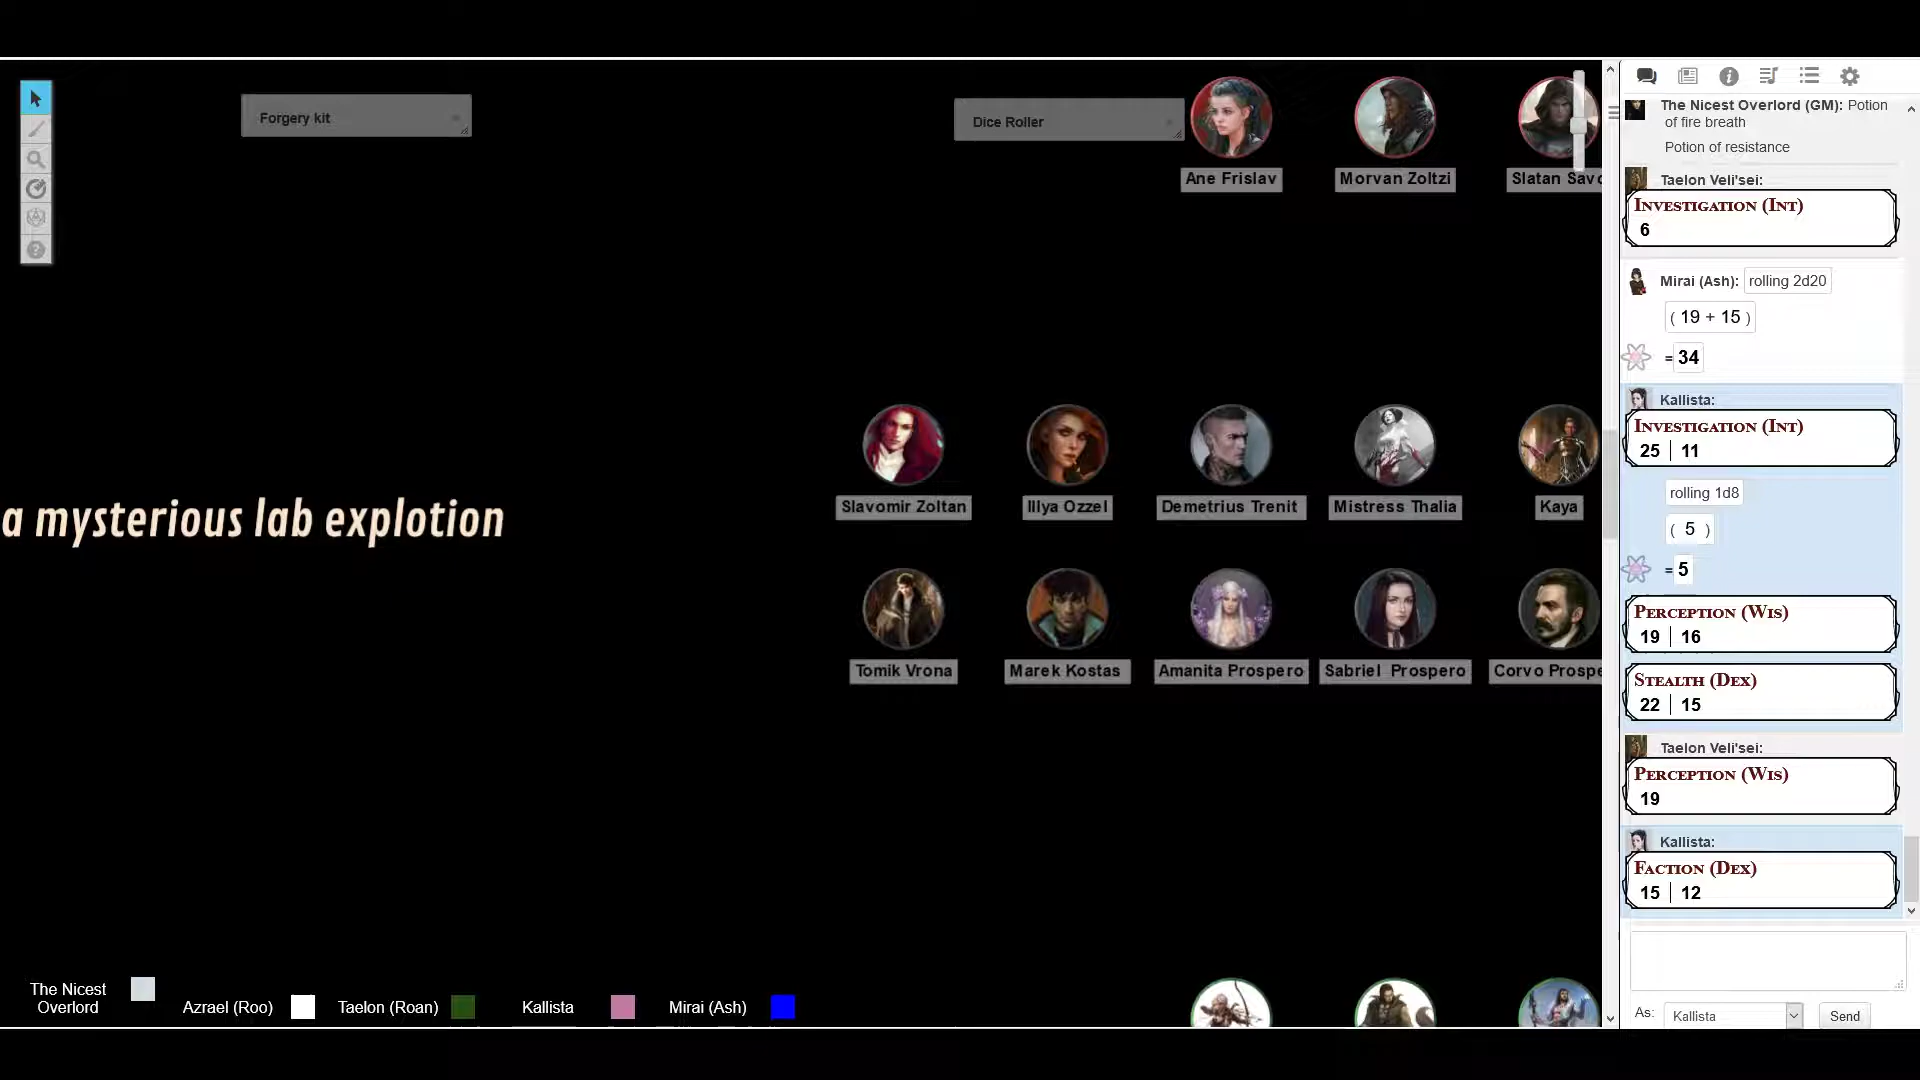 Forgery kit
Dice Roller
Ane Frislav
Morvan Zoltzi
Slatan Savo
a mysterious lab explotion
Slavomir Zoltan
Illya Ozzel
Demetrius Trenit
Mistress Thalia
Kaya
Tomik Vrona
Marek Kostas
Amanita Prospero
Sabriel Prospero
Corvo Prospe
The Nicest
Overlord
Azrael (Roo)
Taelon (Roan)
Kallista
Mirai (Ash)
The Nicest Overlord (GM): Potion
of fire breath
Potion of resistance
Taelon Veli'sei:
Investigation (Int)
6
Mirai (Ash): rolling 2d20
( 19 + 15 )
= 34
Kallista:
Investigation (Int)
25 | 11
rolling 1d8
( 5 )
= 5
Perception (Wis)
19 | 16
Stealth (Dex)
22 | 15
Taelon Veli'sei:
Perception (Wis)
19
Kallista:
Faction (Dex)
15 | 12
As: Kallista
Send